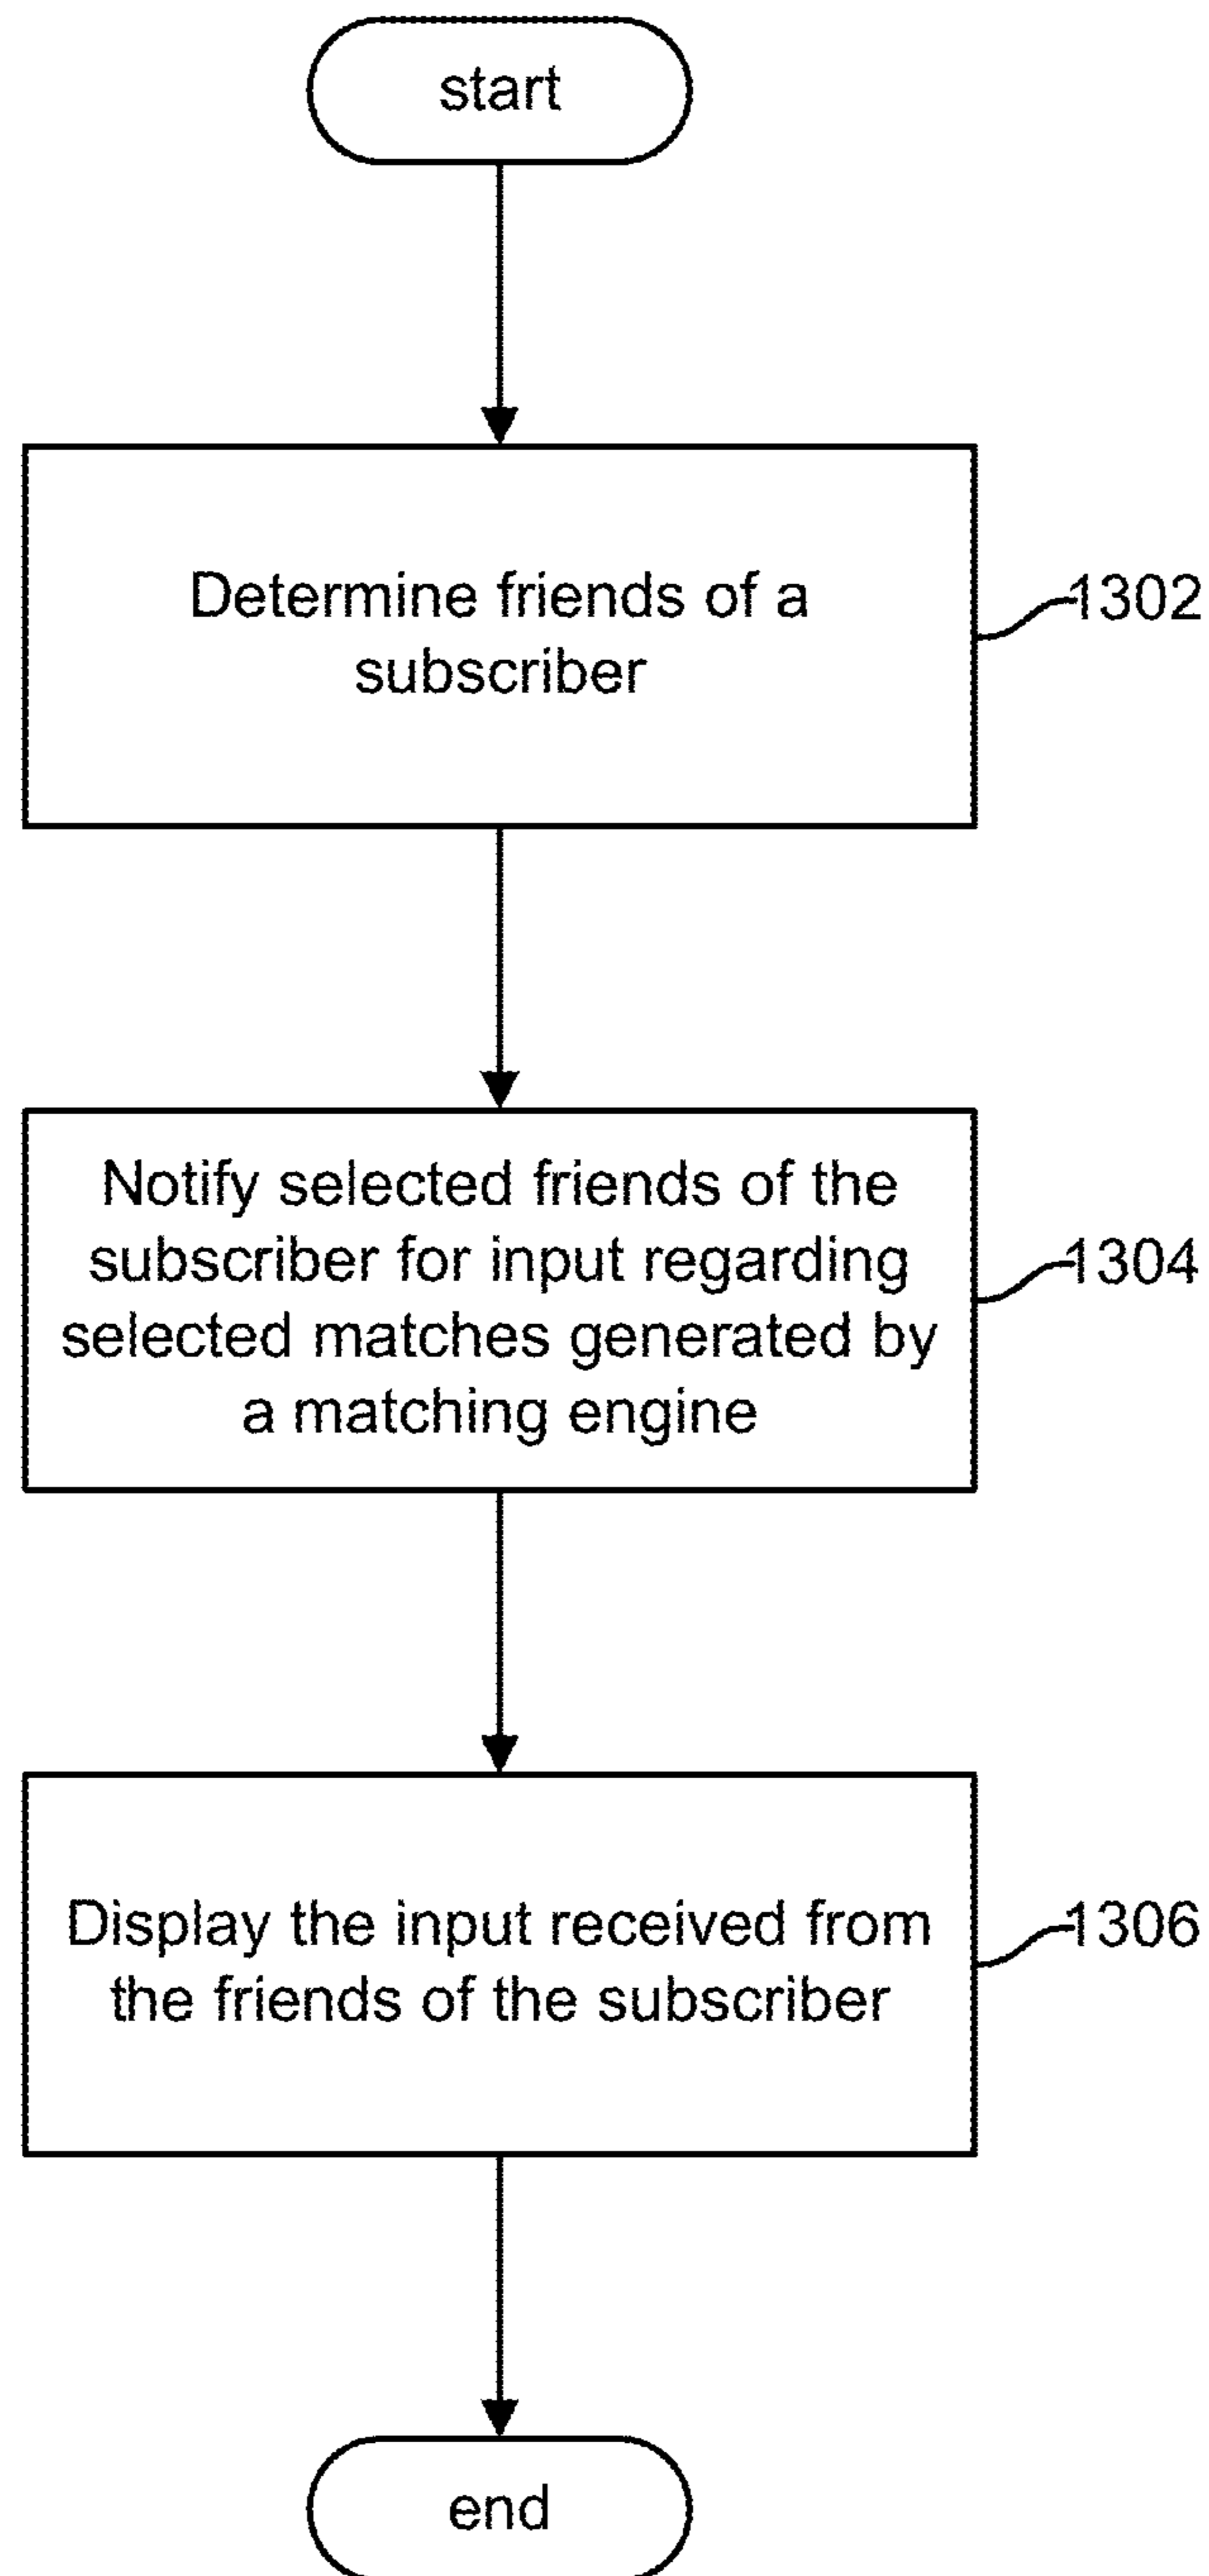 start
Determine friends of a
subscriber
1302
Notify selected friends of the
subscriber for input regarding
selected matches generated by
a matching engine
1304
Display the input received from
the friends of the subscriber
1306
end